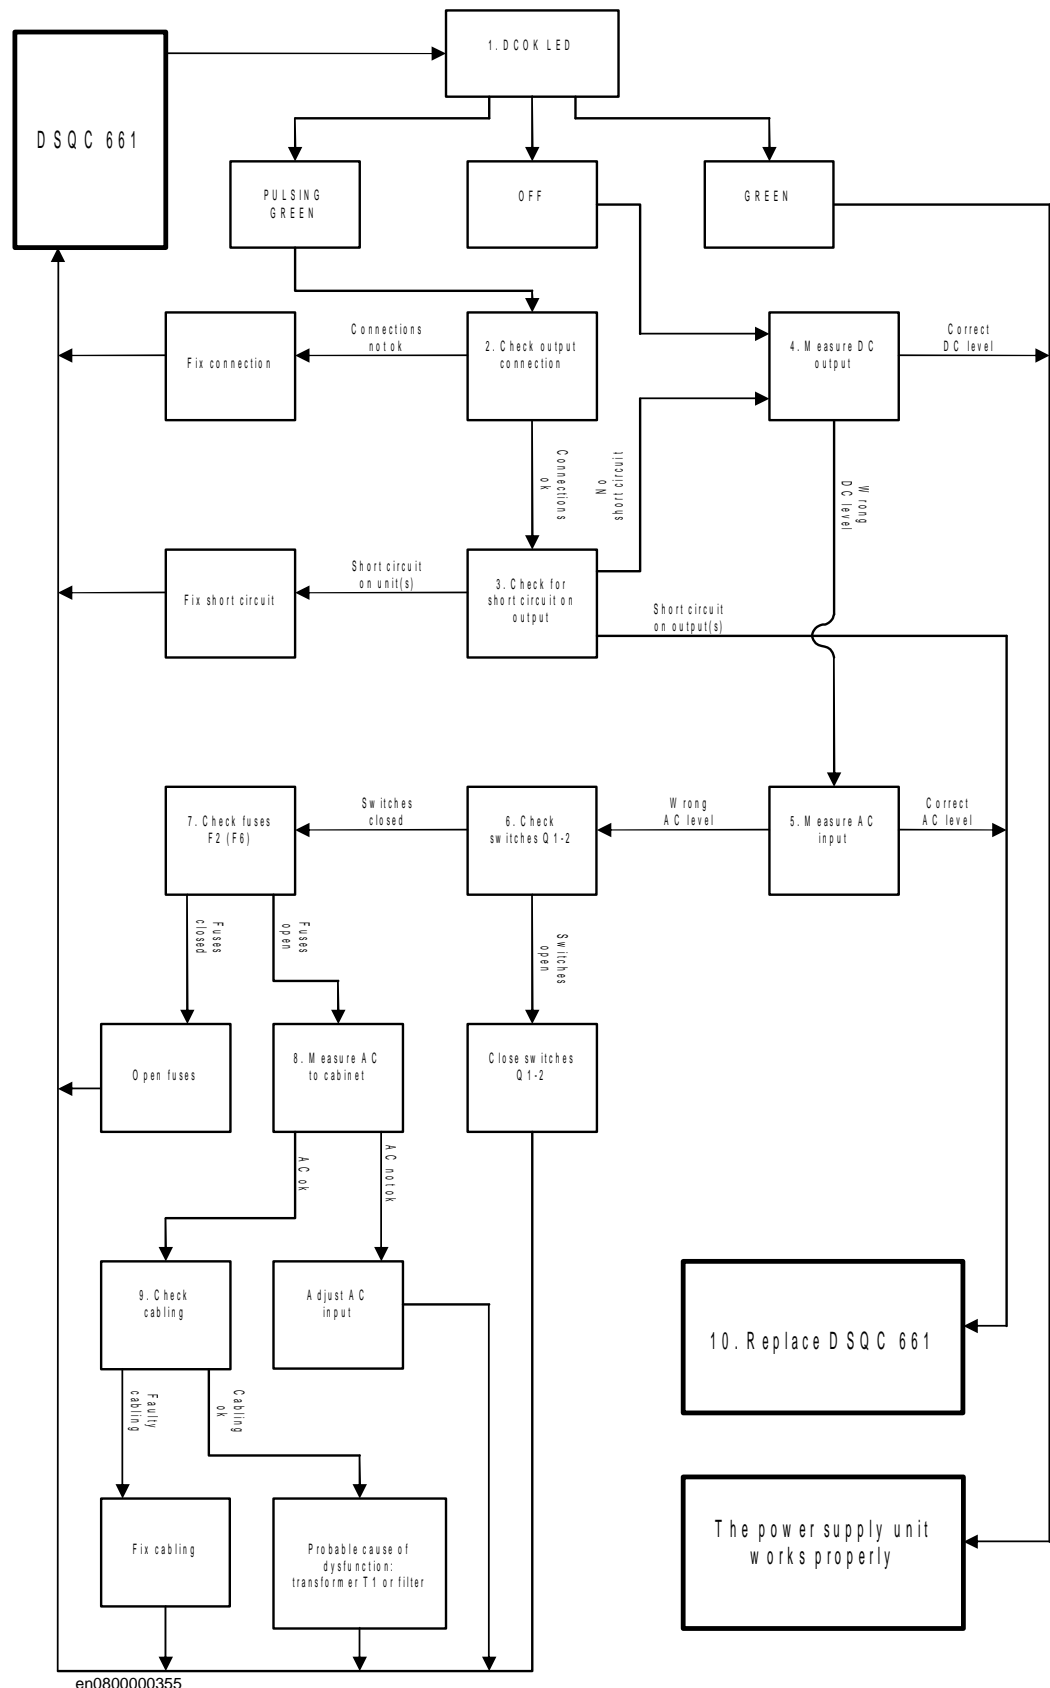 1. DCOK LED
DSQC 661
PULSING
GREEN
OFF
GREEN
Connections
not ok
Correct
DC level
Fix connection
2. Check output
connection
4. Measure DC
output
Connections
ok
No
short circuit
Wrong
DC level
Short circuit
on unit(s)
Fix short circuit
3. Check for
short circuit on
output
Short circuit
on output(s)
Switches
closed
Wrong
AC level
Correct
AC level
7. Check fuses
F2 (F6)
6. Check
switches Q1-2
5. Measure AC
input
Fuses
closed
Fuses
open
Switches
open
Open fuses
8. Measure AC
to cabinet
Close switches
Q1-2
AC ok
AC not ok
9. Check
cabling
Adjust AC
input
10. Replace DSQC 661
Faulty
cabling
Cabling
ok
Fix cabling
Probable cause of
dysfunction:
transformer T1 or filter
The power supply unit
works properly
en0800000355